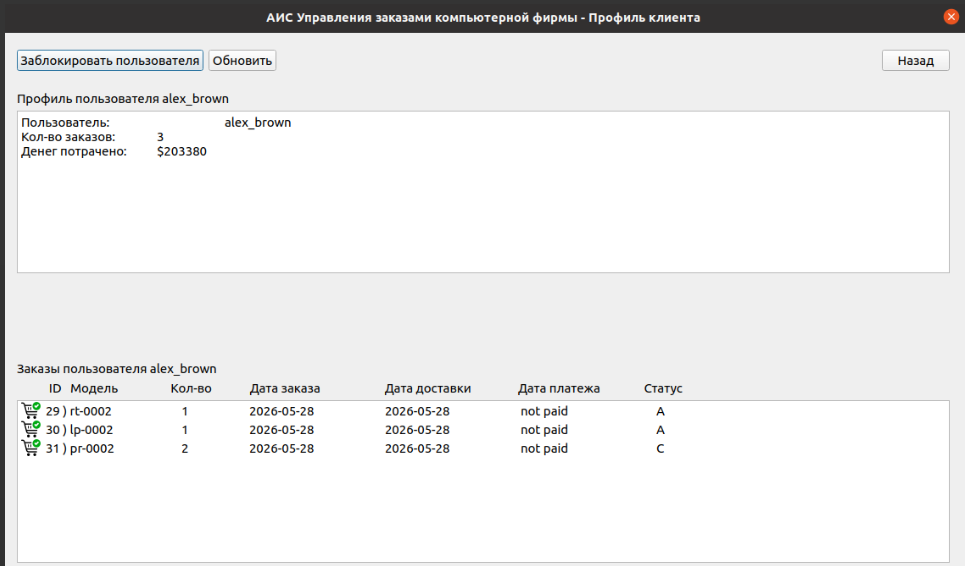 АИС Управления заказами компьютерной фирмы - Профиль клиента
Заблокировать пользователя Обновить Назад
Профиль пользователя alex_brown
Пользователь: alex_brown
Кол-во заказов: 3
Денег потрачено: $203380
Заказы пользователя alex_brown
ID Модель Кол-во Дата заказа Дата доставки Дата платежа Статус
29 ) rt-0002 1 2026-05-28 2026-05-28 not paid A
30 ) lp-0002 1 2026-05-28 2026-05-28 not paid A
31 ) pr-0002 2 2026-05-28 2026-05-28 not paid C